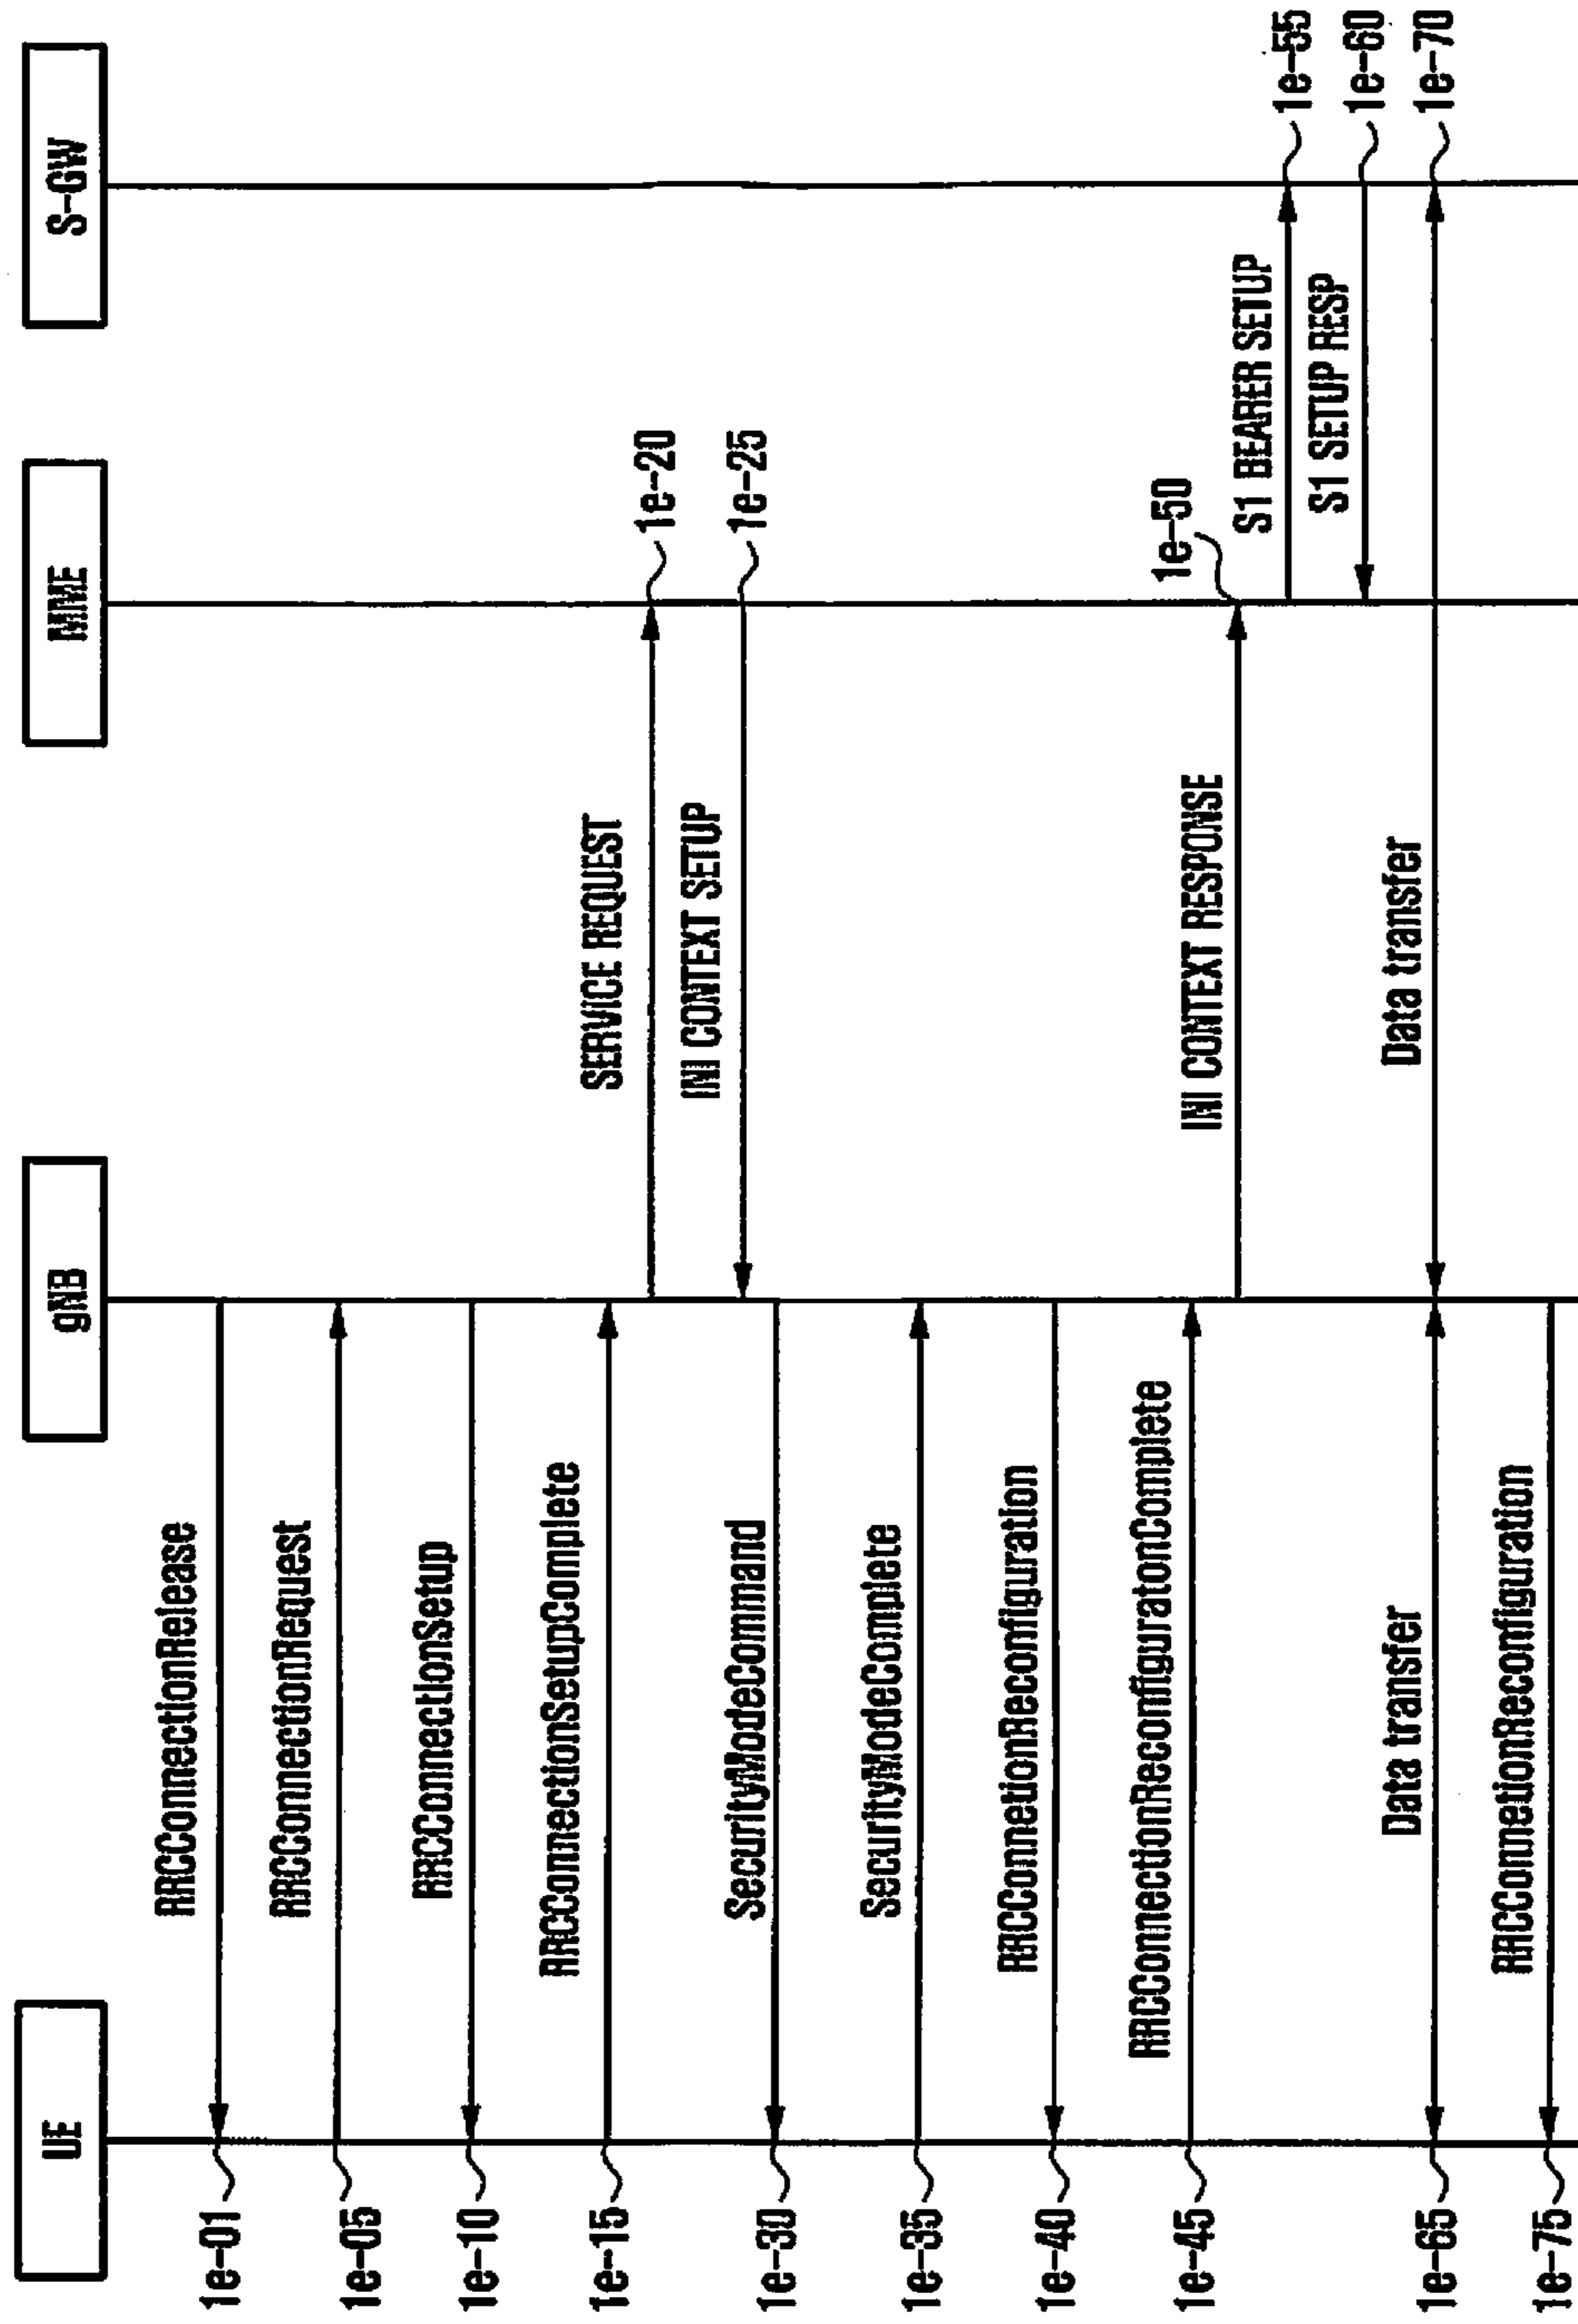 UE
gNB
MME
S-GW
RRCConnectionRelease
1e-01
RRCConnectionRequest
1e-05
RRCConnectionSetup
1e-10
RRCConnectionSetupComplete
1e-15
SERVICE REQUEST
1e-20
INI CONTEXT SETUP
1e-25
SecurityModeCommand
1e-30
SecurityModeComplete
1e-35
RRCConnetionReconfiguration
1e-40
RRCConnectionReconfiguratonComplete
1e-45
INI CONTEXT RESPONSE
1e-50
S1 BEARER SETUP
1e-55
S1 SETUP RESP
1e-60
Data transfer
1e-65
Data transfer
1e-70
RRCConnetionReconfiguration
1e-75